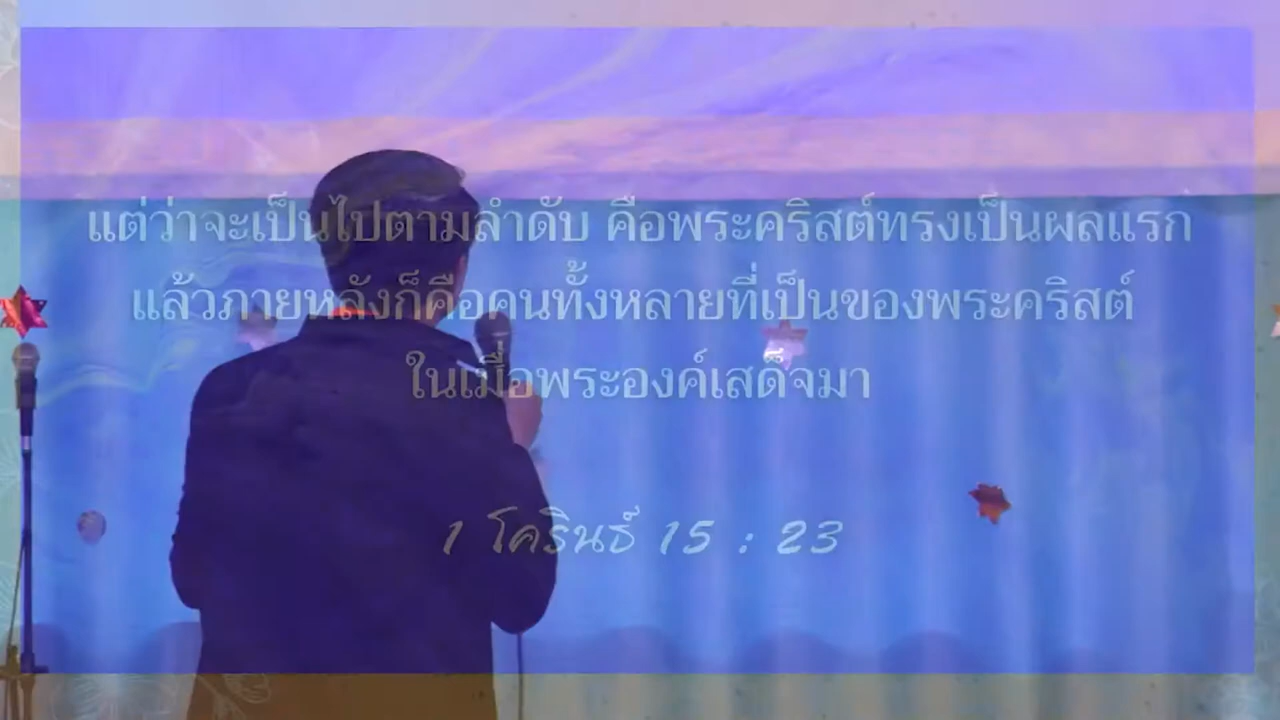 แต่ว่าจะเป็นไปตามลำดับ คือพระคริสต์ทรงเป็นผลแรก
แล้วภายหลังก็คือคนทั้งหลายที่เป็นของพระคริสต์
ในเมื่อพระองค์เสด็จมา
1 โครินธ์ 15 : 23